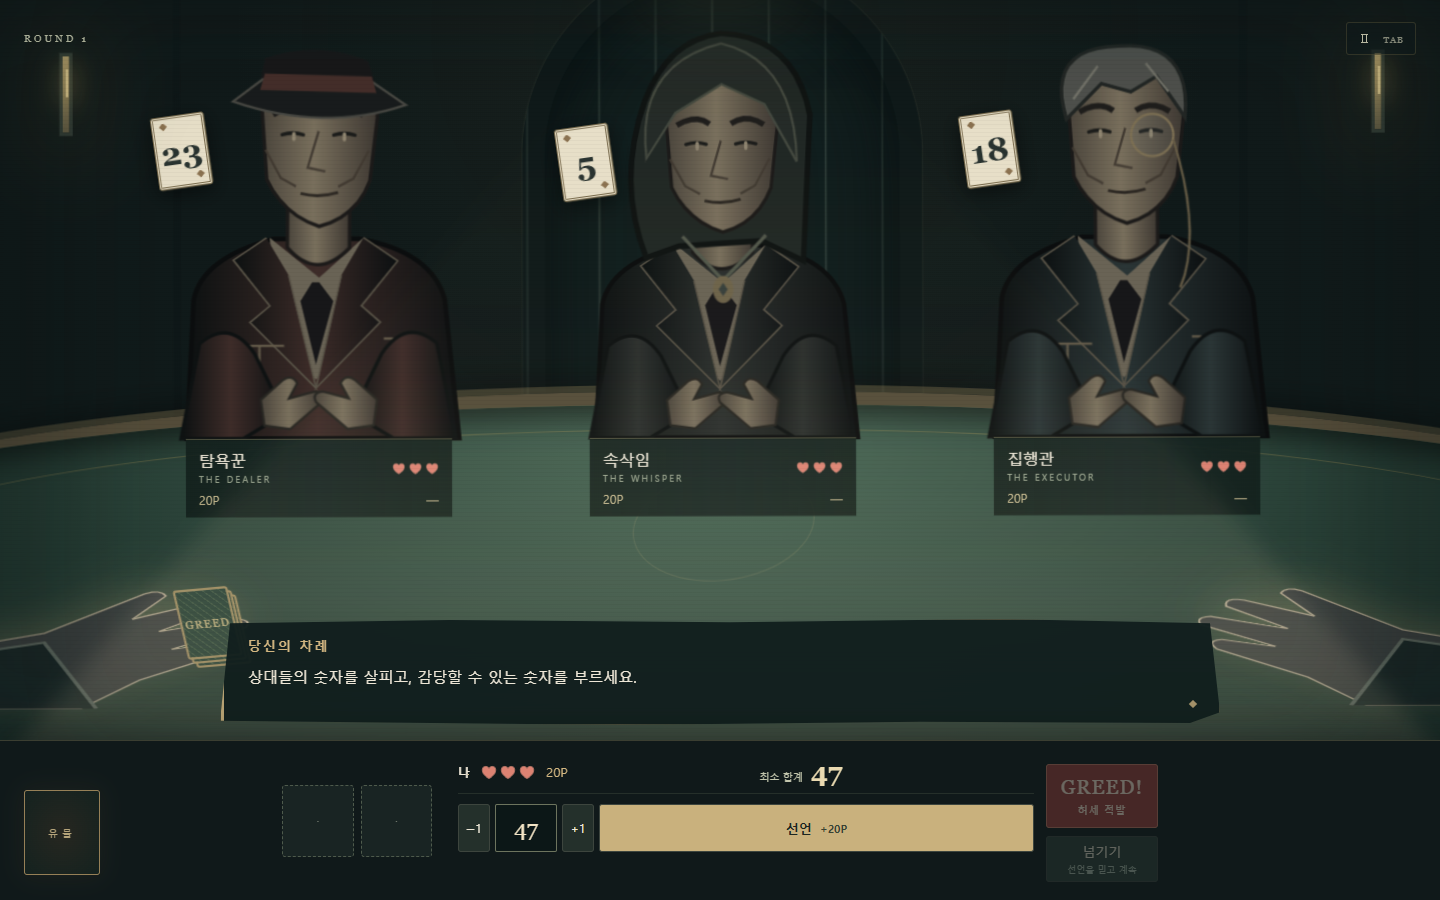 ROUND 1
II TAB
23
5
18
탐욕꾼
THE DEALER
20P —
속삭임
THE WHISPER
20P —
집행관
THE EXECUTOR
20P —
GREED
당신의 차례
상대들의 숫자를 살피고, 감당할 수 있는 숫자를 부르세요.
유물
나 20P
최소 합계 47
−1 47 +1
선언 +20P
GREED!
허세 적발
넘기기
선언을 믿고 계속